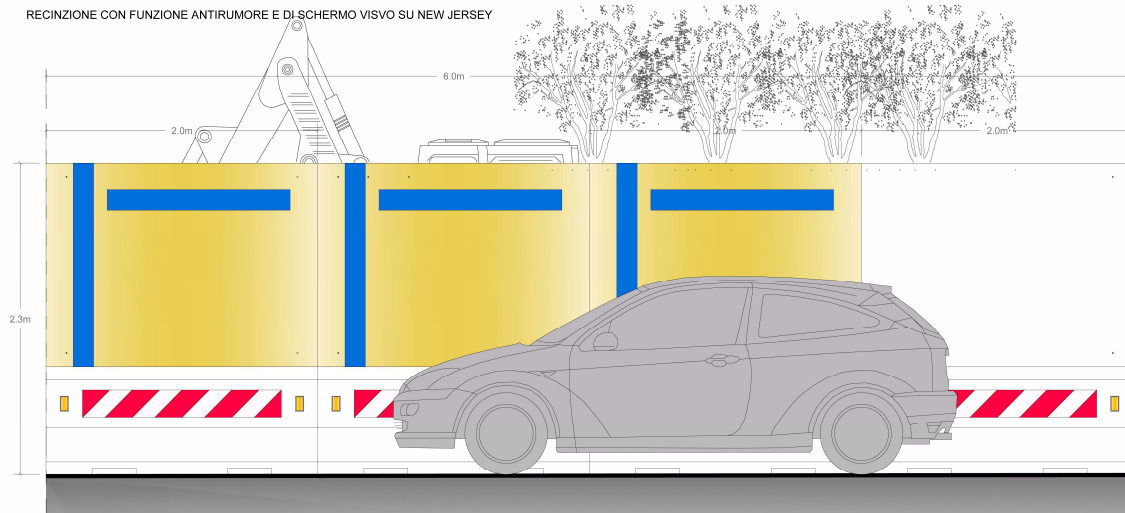 RECINZIONE CON FUNZIONE ANTIRUMORE E DI SCHERMO VISVO SU NEW JERSEY
6.0m
2.0m
2.0m
2.0m
2.3m